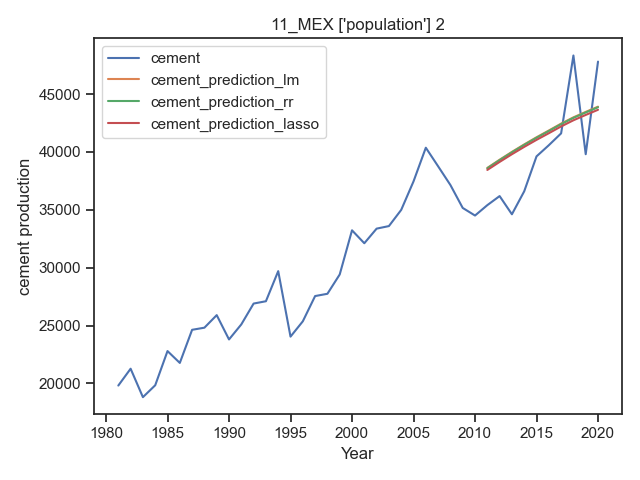 11_MEX ['population'] 2
cement
cement_prediction_lm
cement_prediction_rr
cement_prediction_lasso
cement production
45000
40000
35000
30000
25000
20000
1980 1985 1990 1995 2000 2005 2010 2015 2020
Year